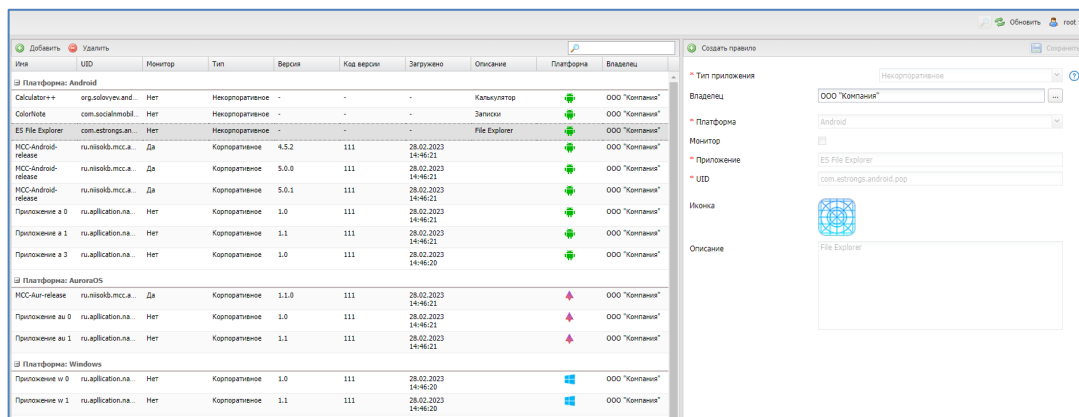 Обновить root
Добавить Удалить
Имя UID Монитор Тип Версия Код версии Загружено Описание Платформа Владелец
Платформа: Android
Calculator++ org.solovyev.and... Нет Некорпоративное - - - Калькулятор ООО "Компания"
ColorNote com.socialnmobil... Нет Некорпоративное - - - Записки ООО "Компания"
ES File Explorer com.estrongs.an... Нет Некорпоративное - - - File Explorer ООО "Компания"
MCC-Android-release ru.niisokb.mcc.a... Да Корпоративное 4.5.2 111 28.02.2023 14:46:21 ООО "Компания"
MCC-Android-release ru.niisokb.mcc.a... Да Корпоративное 5.0.0 111 28.02.2023 14:46:21 ООО "Компания"
MCC-Android-release ru.niisokb.mcc.a... Да Корпоративное 5.0.1 111 28.02.2023 14:46:21 ООО "Компания"
Приложение a 0 ru.apllication.na... Нет Корпоративное 1.0 111 28.02.2023 14:46:21 ООО "Компания"
Приложение a 1 ru.apllication.na... Нет Корпоративное 1.1 111 28.02.2023 14:46:21 ООО "Компания"
Приложение a 3 ru.apllication.na... Нет Корпоративное 1.0 111 28.02.2023 14:46:20 ООО "Компания"
Платформа: AuroraOS
MCC-Aur-release ru.niisokb.mcc.a... Да Корпоративное 1.1.0 111 28.02.2023 14:46:21 ООО "Компания"
Приложение au 0 ru.apllication.na... Нет Корпоративное 1.0 111 28.02.2023 14:46:21 ООО "Компания"
Приложение au 1 ru.apllication.na... Нет Корпоративное 1.1 111 28.02.2023 14:46:21 ООО "Компания"
Платформа: Windows
Приложение w 0 ru.apllication.na... Нет Корпоративное 1.0 111 28.02.2023 14:46:20 ООО "Компания"
Приложение w 1 ru.apllication.na... Нет Корпоративное 1.1 111 28.02.2023 14:46:20 ООО "Компания"
Создать правило Сохранить
* Тип приложения Некорпоративное
Владелец ООО "Компания" ...
* Платформа Android
Монитор
* Приложение ES File Explorer
* UID com.estrongs.android.pop
Иконка
Описание File Explorer